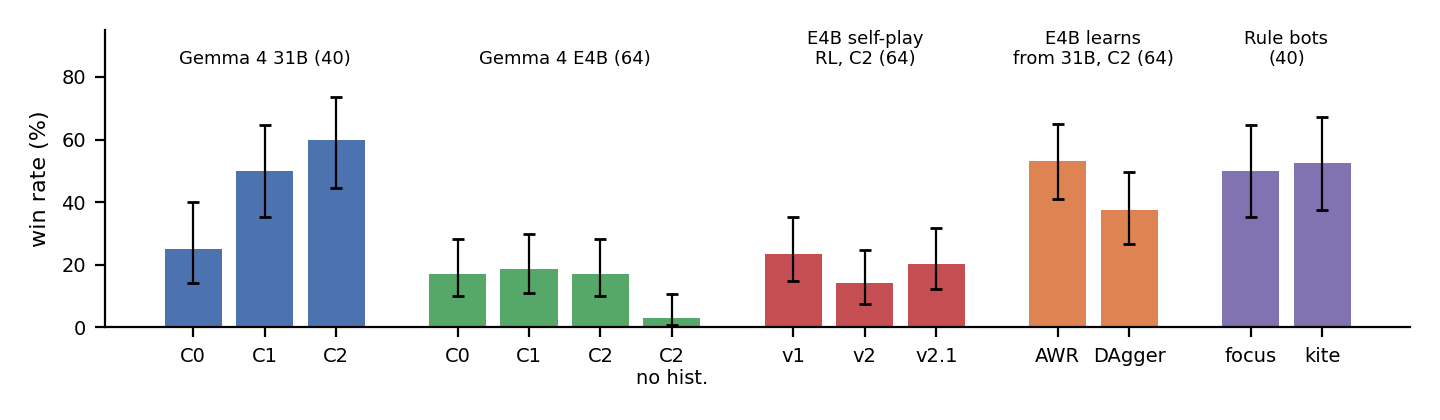 Gemma 4 31B (40)
Gemma 4 E4B (64)
E4B self-play
RL, C2 (64)
E4B learns
from 31B, C2 (64)
Rule bots
(40)
win rate (%)
80
60
40
20
0
C0 C1 C2 C0 C1 C2 C2 v1 v2 v2.1 AWR DAgger focus kite
no hist.